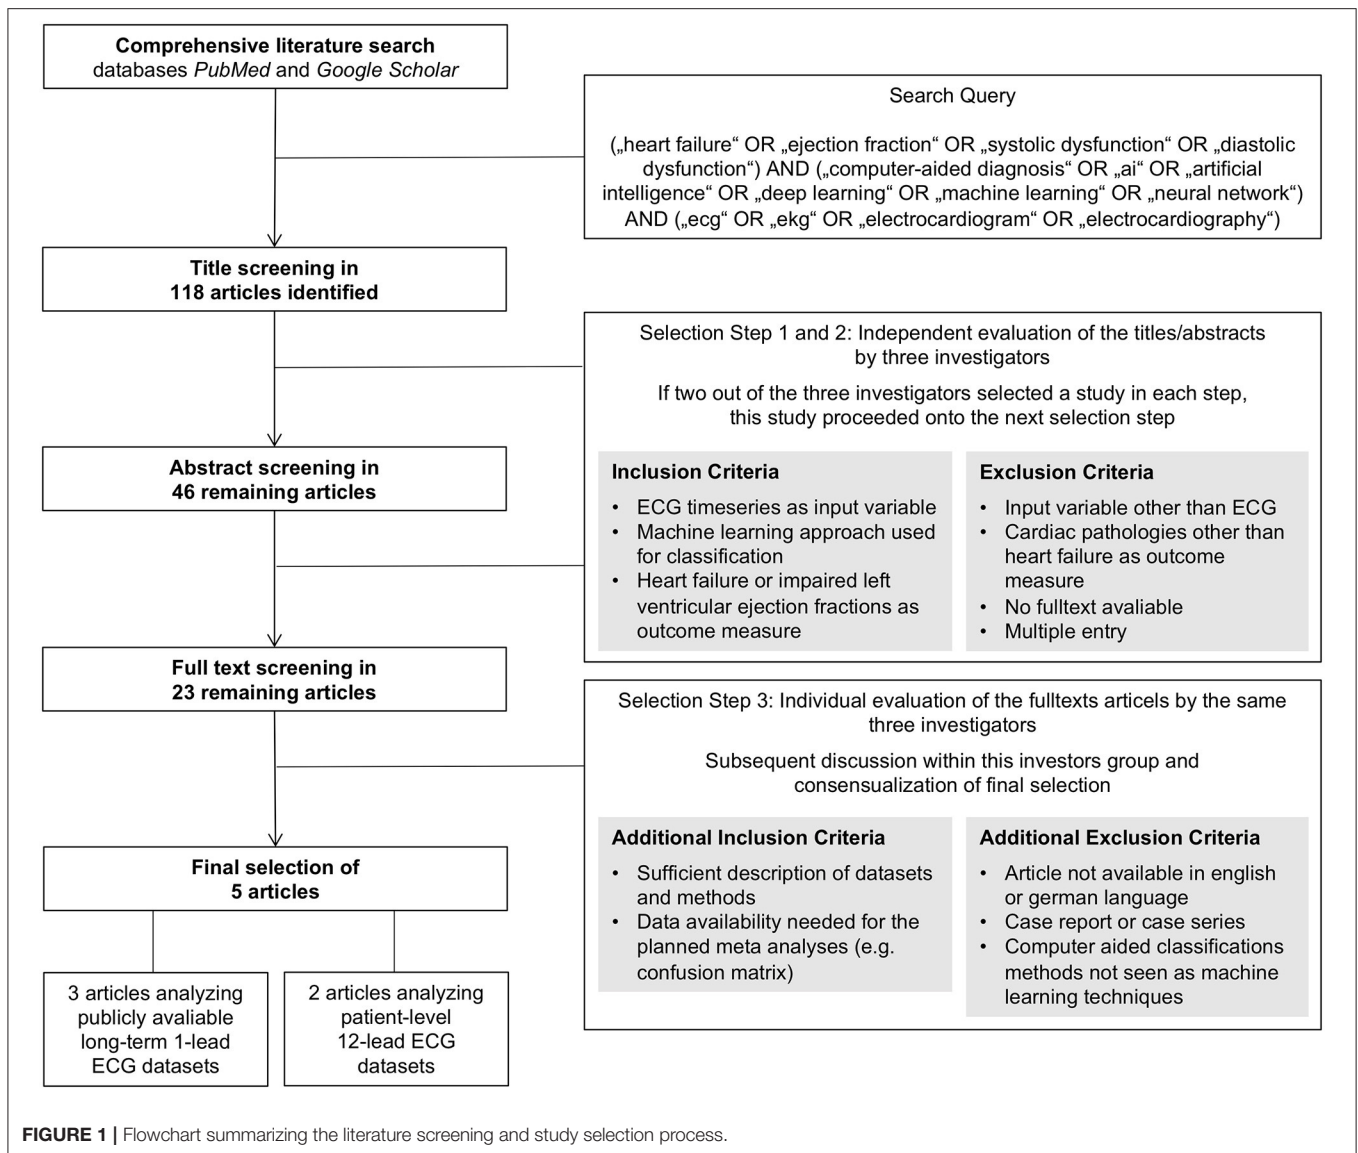 Comprehensive literature search
databases PubMed and Google Scholar
Search Query
(„heart failure“ OR „ejection fraction“ OR „systolic dysfunction“ OR „diastolic
dysfunction“) AND („computer-aided diagnosis“ OR „ai“ OR „artificial
intelligence“ OR „deep learning“ OR „machine learning“ OR „neural network“)
AND („ecg“ OR „ekg“ OR „electrocardiogram“ OR „electrocardiography“)
Title screening in
118 articles identified
Selection Step 1 and 2: Independent evaluation of the titles/abstracts
by three investigators
If two out of the three investigators selected a study in each step,
this study proceeded onto the next selection step
Inclusion Criteria
• ECG timeseries as input variable
• Machine learning approach used
for classification
• Heart failure or impaired left
ventricular ejection fractions as
outcome measure
Exclusion Criteria
• Input variable other than ECG
• Cardiac pathologies other than
heart failure as outcome
measure
• No fulltext avaliable
• Multiple entry
Abstract screening in
46 remaining articles
Full text screening in
23 remaining articles
Selection Step 3: Individual evaluation of the fulltexts articels by the same
three investigators
Subsequent discussion within this investors group and
consensualization of final selection
Additional Inclusion Criteria
• Sufficient description of datasets
and methods
• Data availability needed for the
planned meta analyses (e.g.
confusion matrix)
Additional Exclusion Criteria
• Article not available in english
or german language
• Case report or case series
• Computer aided classifications
methods not seen as machine
learning techniques
Final selection of
5 articles
3 articles analyzing
publicly avaliable
long-term 1-lead
ECG datasets
2 articles analyzing
patient-level
12-lead ECG
datasets
FIGURE 1 | Flowchart summarizing the literature screening and study selection process.